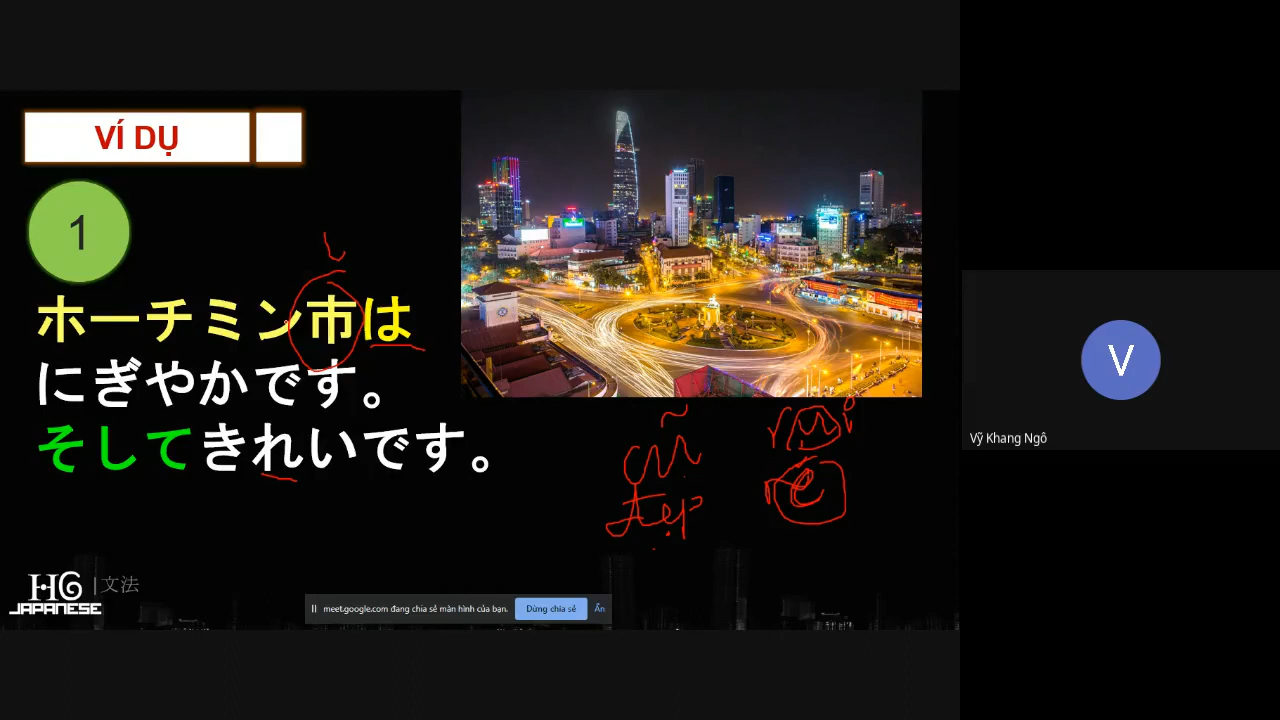 VÍ DỤ
1
ホーチミン市は
にぎやかです。
そしてきれいです。
đẹp
HG
JAPANESE
|文法
meet.google.com đang chia sẻ màn hình của bạn.
Dừng chia sẻ
Ẩn
V
Vỹ Khang Ngô